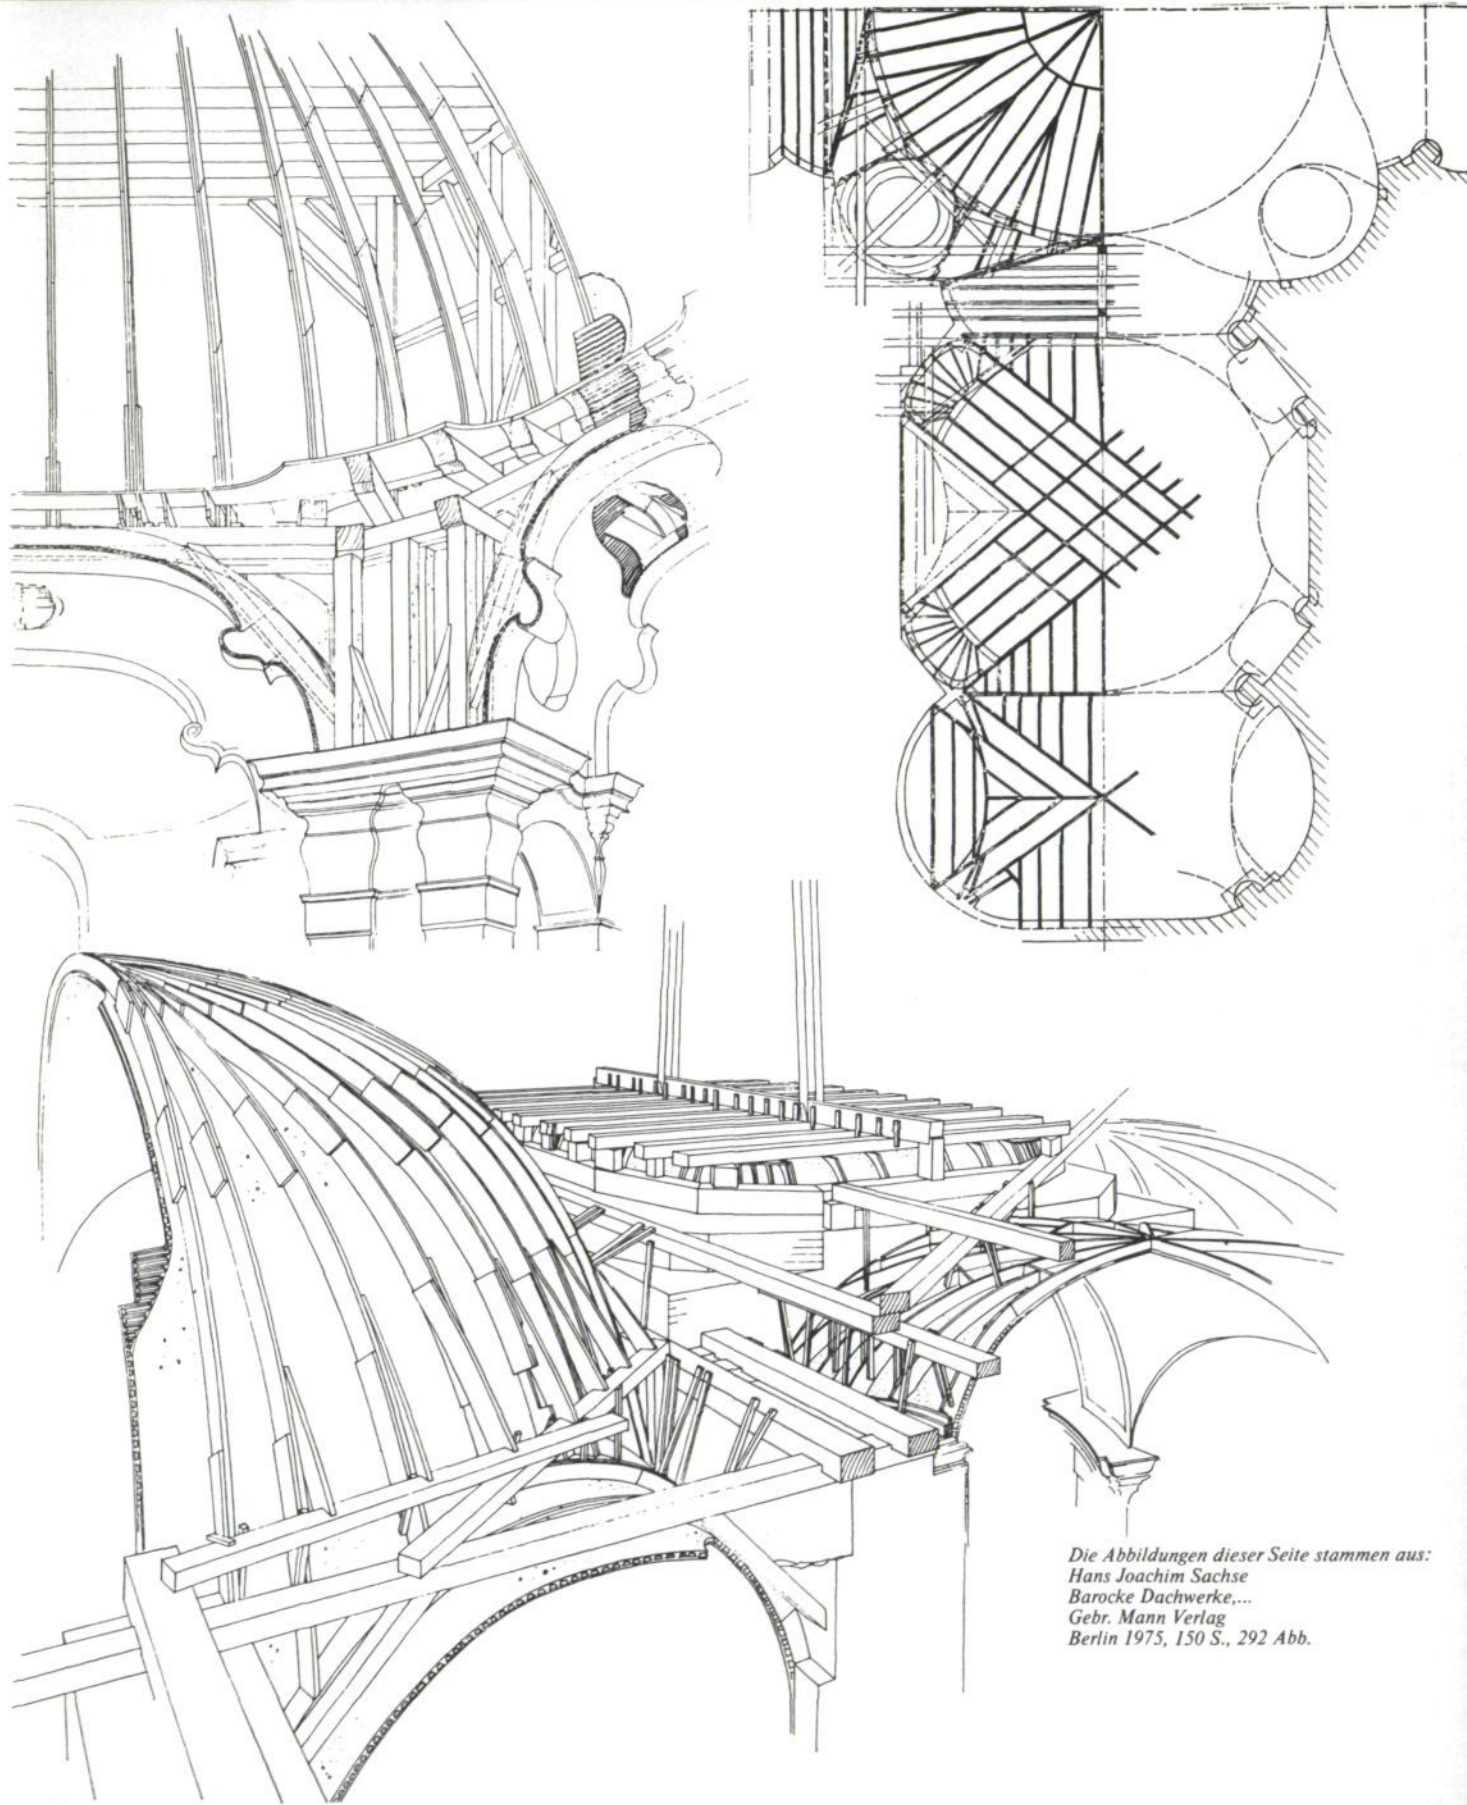 Die Abbildungen dieser Seite stammen aus:
Hans Joachim Sachse
Barocke Dachwerke,...
Gebr. Mann Verlag
Berlin 1975, 150 S., 292 Abb.